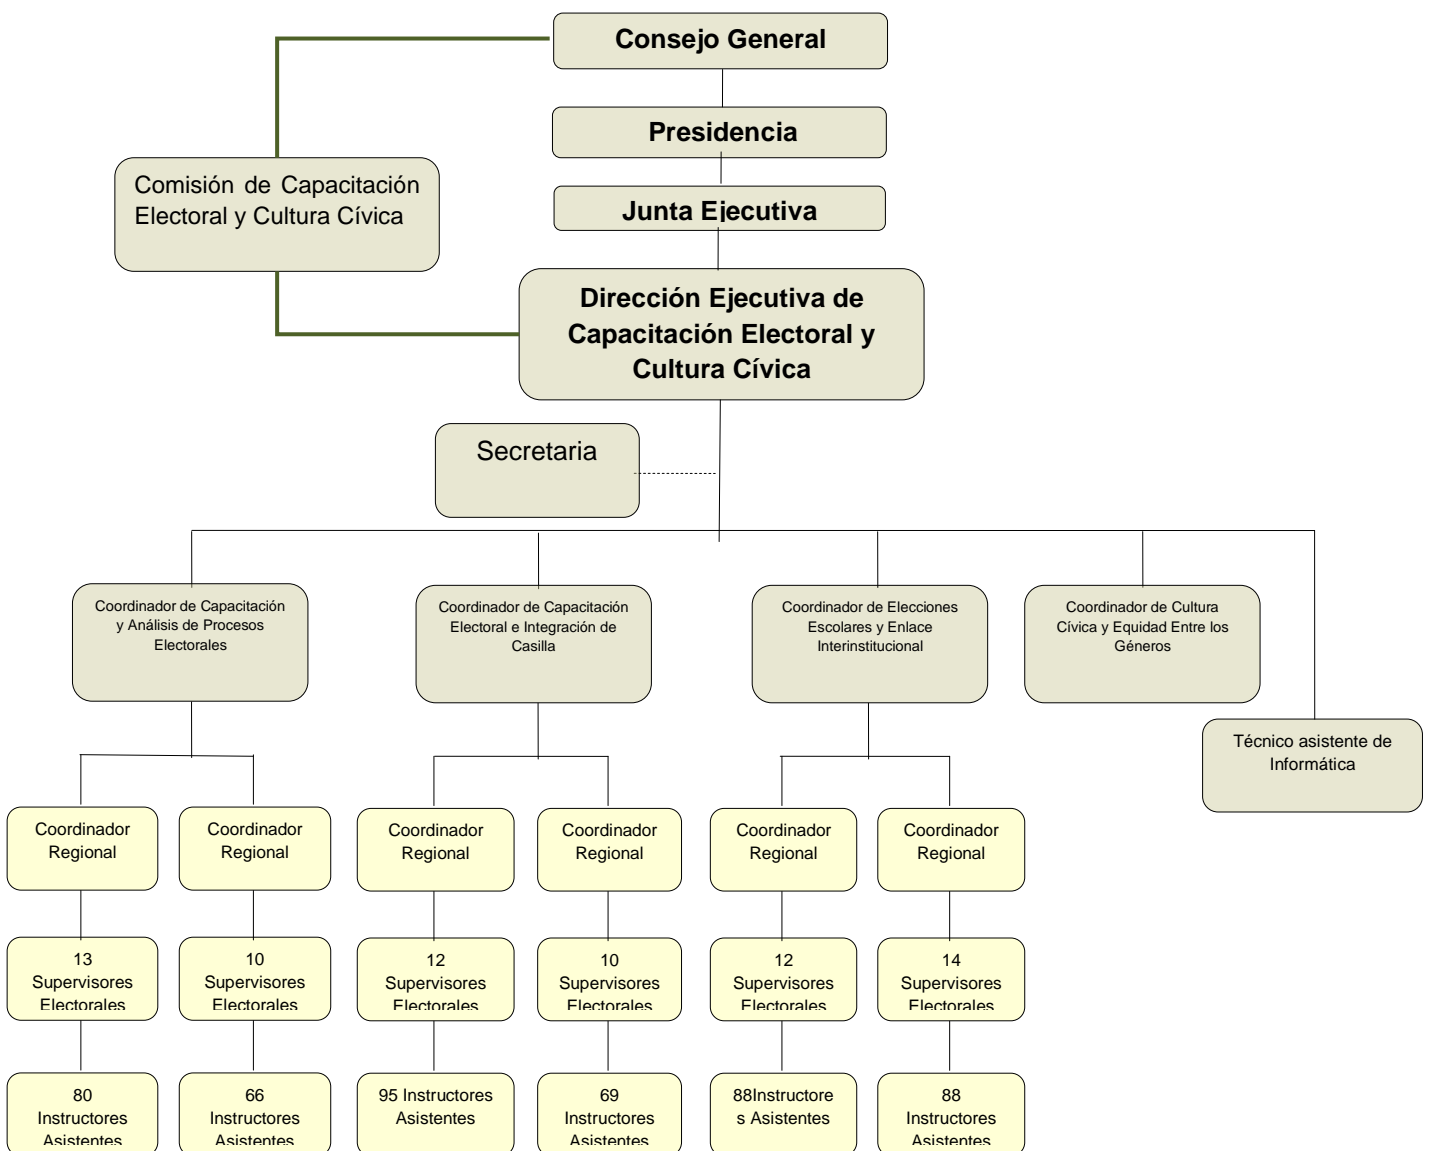 Consejo General
Presidencia
Comisión de Capacitación
Electoral y Cultura Cívica
Junta Ejecutiva
Dirección Ejecutiva de
Capacitación Electoral y
Cultura Cívica
Secretaria
Coordinador de Capacitación
y Análisis de Procesos
Electorales
Coordinador de Capacitación
Electoral e Integración de
Casilla
Coordinador de Elecciones
Escolares y Enlace
Interinstitucional
Coordinador de Cultura
Cívica y Equidad Entre los
Géneros
Técnico asistente de
Informática
Coordinador
Regional
Coordinador
Regional
Coordinador
Regional
Coordinador
Regional
Coordinador
Regional
Coordinador
Regional
13
Supervisores
Electorales
10
Supervisores
Electorales
12
Supervisores
Electorales
10
Supervisores
Electorales
12
Supervisores
Electorales
14
Supervisores
Electorales
80
Instructores
Asistentes
66
Instructores
Asistentes
95 Instructores
Asistentes
69
Instructores
Asistentes
88Instructore
s Asistentes
88
Instructores
Asistentes